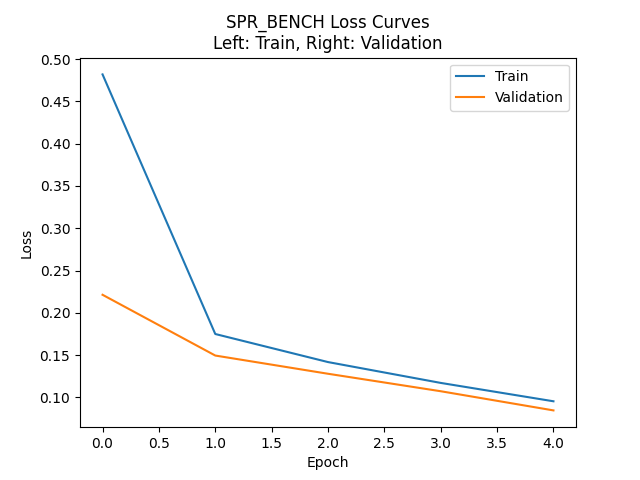 SPR_BENCH Loss Curves
Left: Train, Right: Validation
Train
Validation
0.50
0.45
0.40
0.35
0.30
0.25
0.20
0.15
0.10
Loss
0.0 0.5 1.0 1.5 2.0 2.5 3.0 3.5 4.0
Epoch